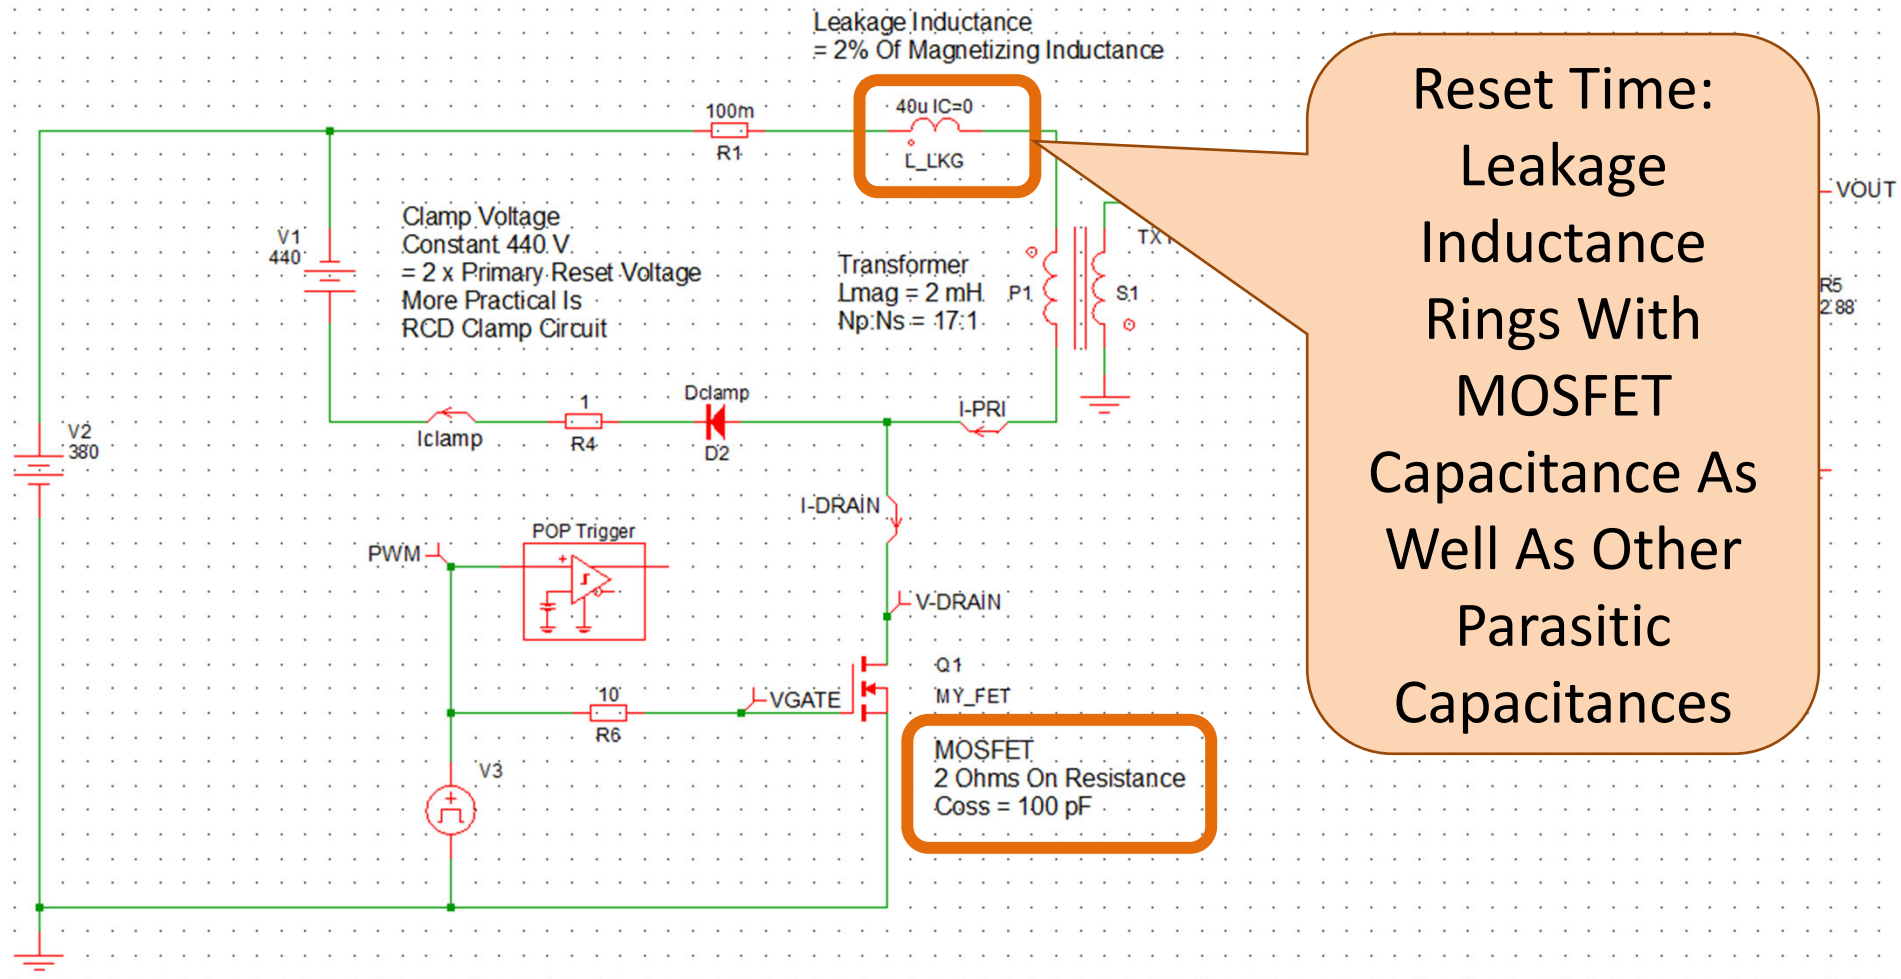 Leakage Inductance
= 2% Of Magnetizing Inductance
100m
R1
40u IC=0
L_LKG
V1
440
Clamp Voltage
Constant 440 V
= 2 x Primary Reset Voltage
More Practical Is
RCD Clamp Circuit
Transformer
Lmag = 2 mH
Np:Ns = 17:1
P1
S1
VOUT
R5
2.88
V2
380
Iclamp
1
R4
Dclamp
D2
I-PRI
I-DRAIN
POP Trigger
PWM
V-DRAIN
Q1
MY_FET
VGATE
10
R6
V3
MOSFET
2 Ohms On Resistance
Coss = 100 pF
Reset Time:
Leakage
Inductance
Rings With
MOSFET
Capacitance As
Well As Other
Parasitic
Capacitances